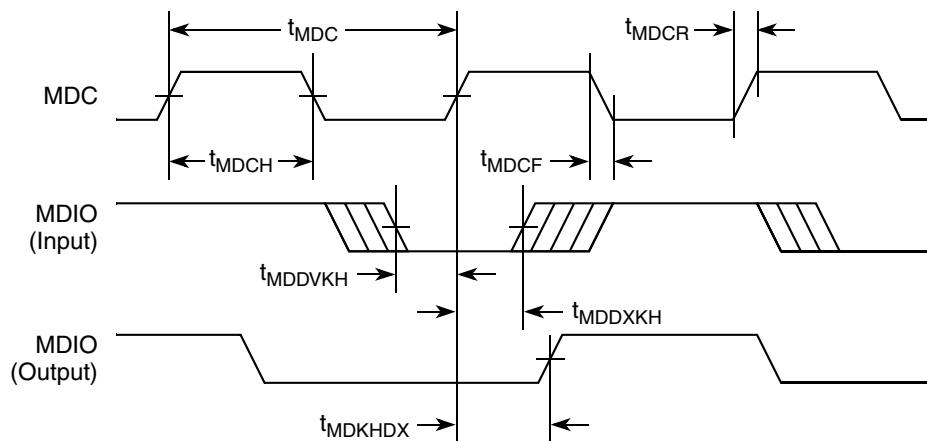 tMDC
tMDCR
MDC
tMDCH
tMDCF
MDIO
(Input)
tMDDVKH
tMDDXKH
MDIO
(Output)
tMDKHDX